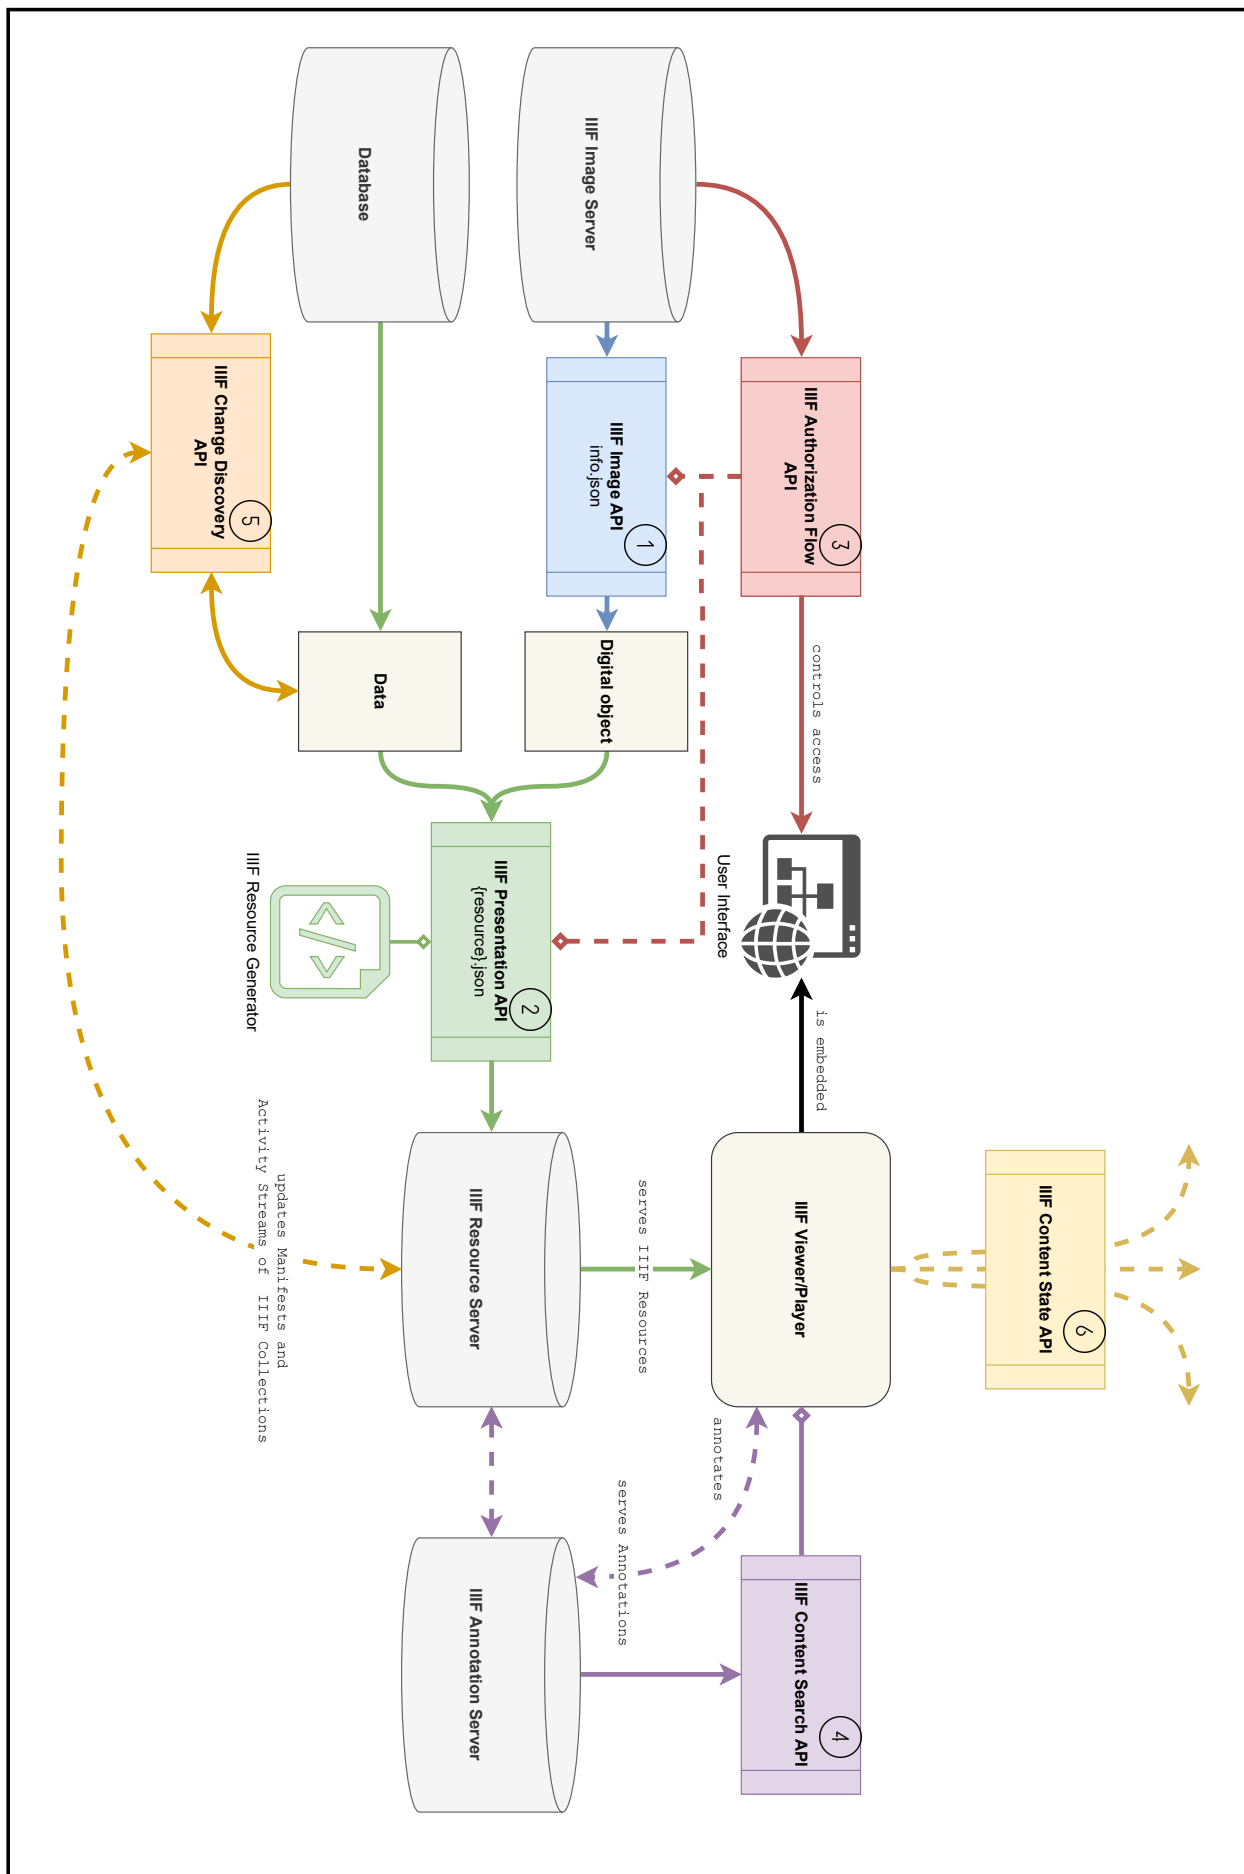 IIIF Content State API
6
IIIF Authorization Flow
API
3
controls access
User Interface
is embedded
IIIF Viewer/Player
IIIF Content Search API
4
annotates
IIIF Image Server
IIIF Image API
info.json
1
Digital object
serves IIIF Resources
serves Annotations
IIIF Presentation API
{resource}.json
2
IIIF Resource Server
IIIF Annotation Server
Database
Data
IIIF Resource Generator
updates Manifests and
Activity Streams of IIIF Collections
IIIF Change Discovery
API
5